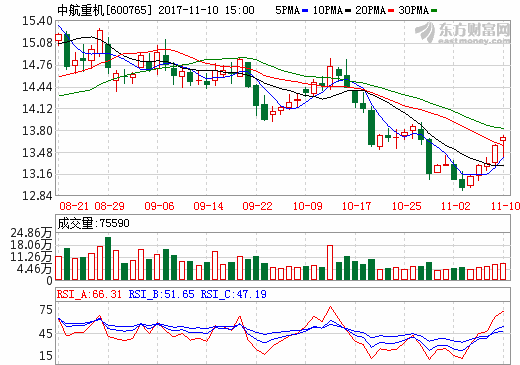 中航重机[600765] 2017-11-10 15:00 5PMA 10PMA 20PMA 30PMA
东方财富网
eastmoney.com
15.40
15.08
14.76
14.44
14.12
13.80
13.48
13.16
12.84
08-21 08-29 09-06 09-14 09-22 10-09 10-17 10-25 11-02 11-10
成交量:75590
24.86万
18.06万
11.26万
4.46万
0
RSI_A:66.31 RSI_B:51.65 RSI_C:47.19
75
45
15